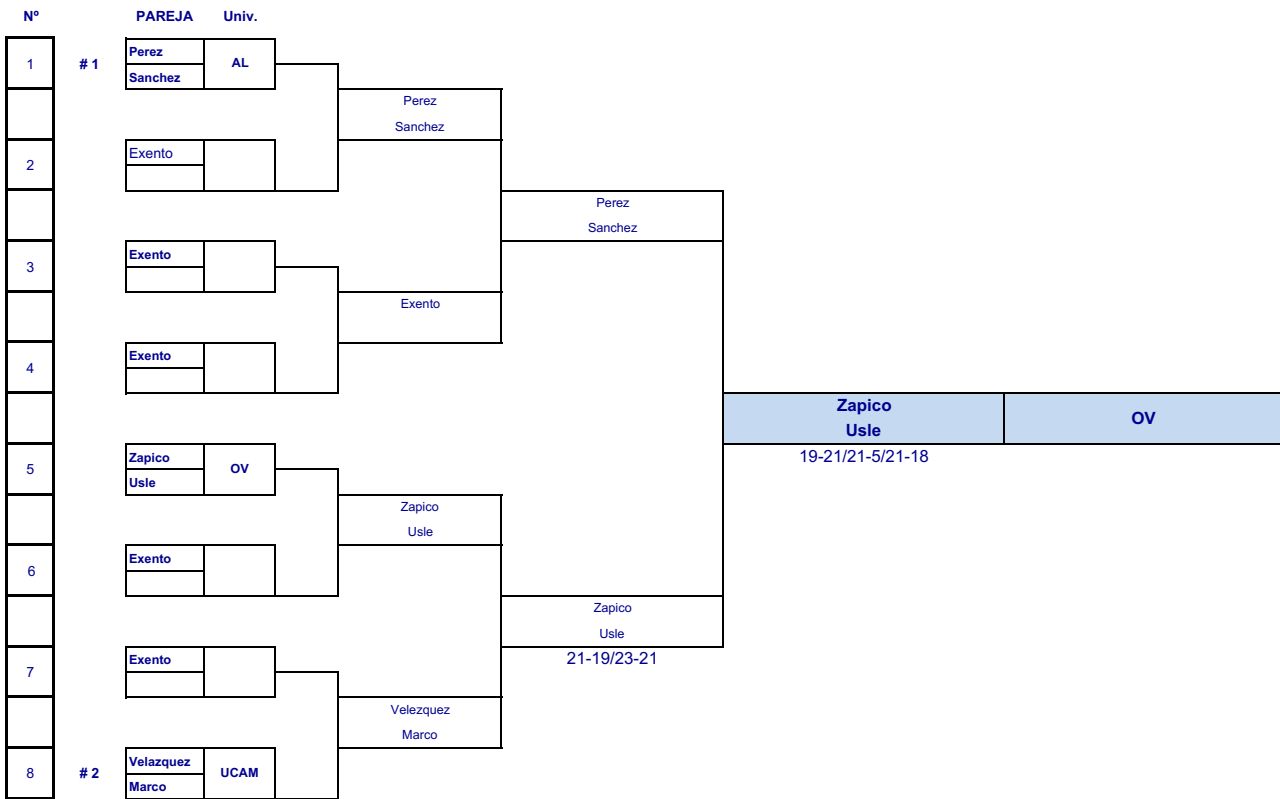 Nº PAREJA Univ.
1 # 1 Perez AL
Sanchez
Perez
Sanchez
2 Exento
Perez
Sanchez
3 Exento
Exento
4 Exento
Zapico OV
Usle
19-21/21-5/21-18
5 Zapico OV
Usle
Zapico
Usle
6 Exento
Zapico
Usle
21-19/23-21
7 Exento
Velezquez
Marco
8 # 2 Velazquez UCAM
Marco